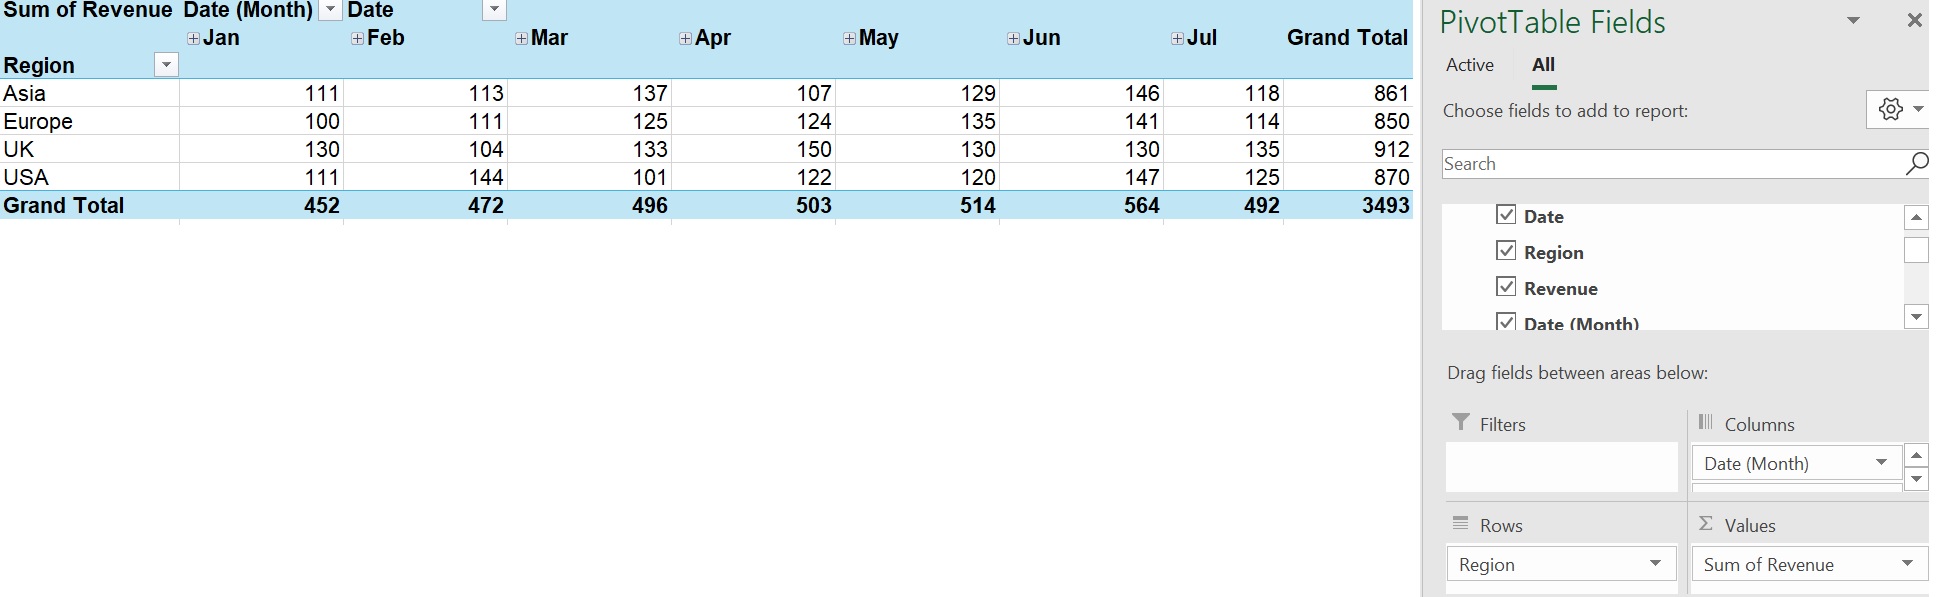 Sum of Revenue Date (Month) Date
Jan Feb Mar Apr May Jun Jul Grand Total
Region
Asia 111 113 137 107 129 146 118 861
Europe 100 111 125 124 135 141 114 850
UK 130 104 133 150 130 130 135 912
USA 111 144 101 122 120 147 125 870
Grand Total 452 472 496 503 514 564 492 3493
PivotTable Fields
Active All
Choose fields to add to report:
Search
Date
Region
Revenue
Date (Month)
Drag fields between areas below:
Filters
Columns
Date (Month)
Rows
Region
Values
Sum of Revenue